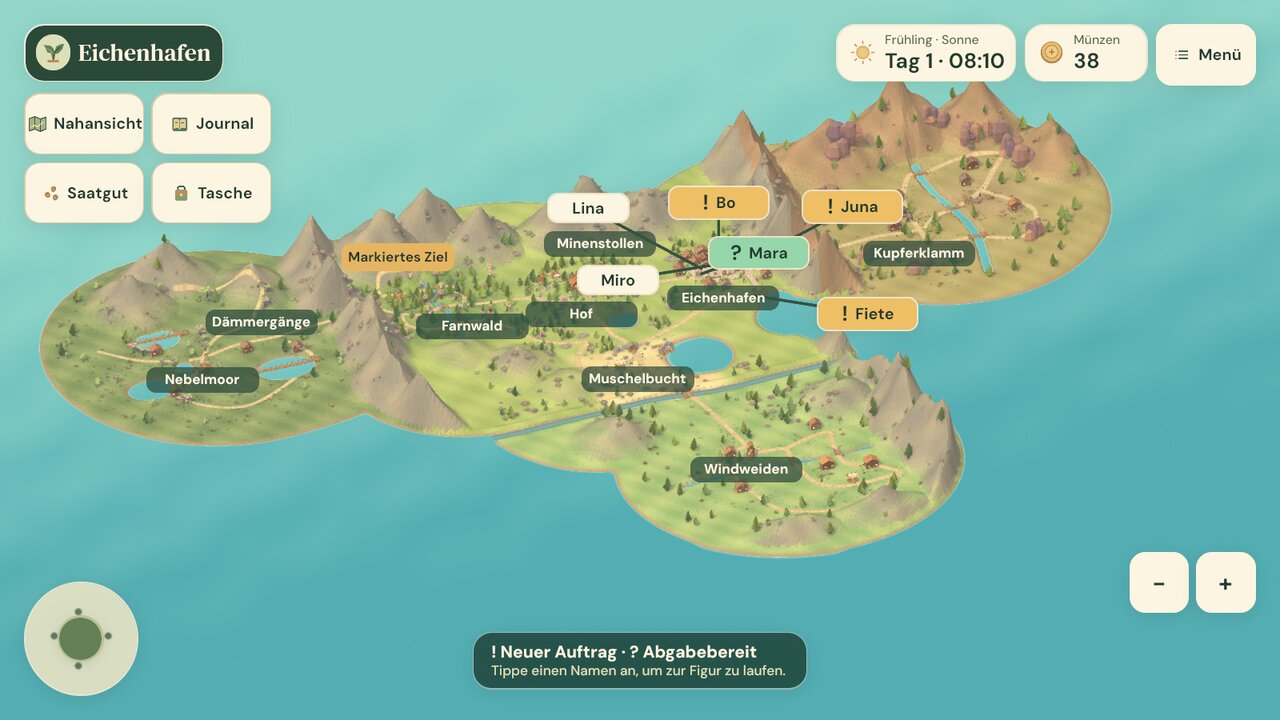 Eichenhafen
Frühling · Sonne
Tag 1 · 08:10
Münzen
38
Menü
Nahansicht
Journal
Saatgut
Tasche
Lina
! Bo
! Juna
Minenstollen
? Mara
Kupferklamm
Markiertes Ziel
Miro
Eichenhafen
Hof
! Fiete
Dämmergänge
Farnwald
Nebelmoor
Muschelbucht
Windweiden
-
+
! Neuer Auftrag · ? Abgabebereit
Tippe einen Namen an, um zur Figur zu laufen.